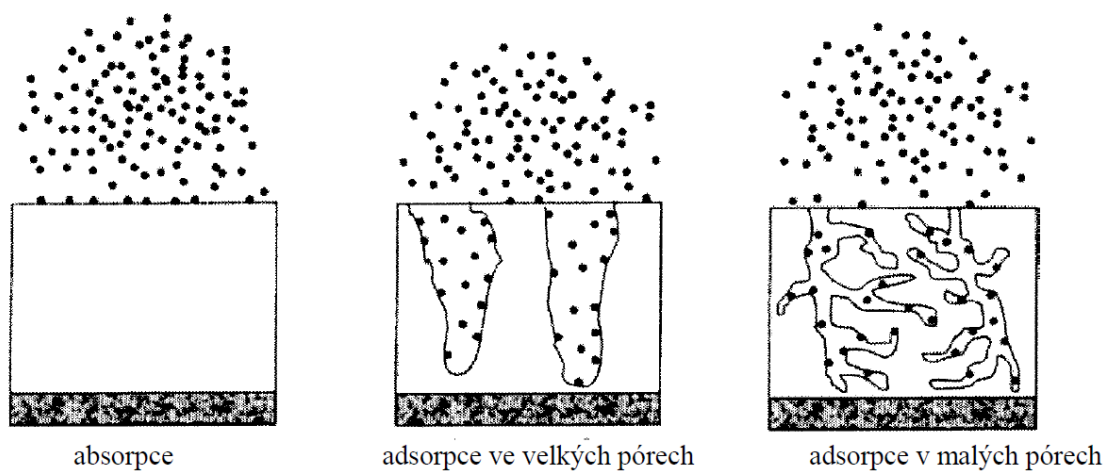 absorpce
adsorpce ve velkých pórech
adsorpce v malých pórech